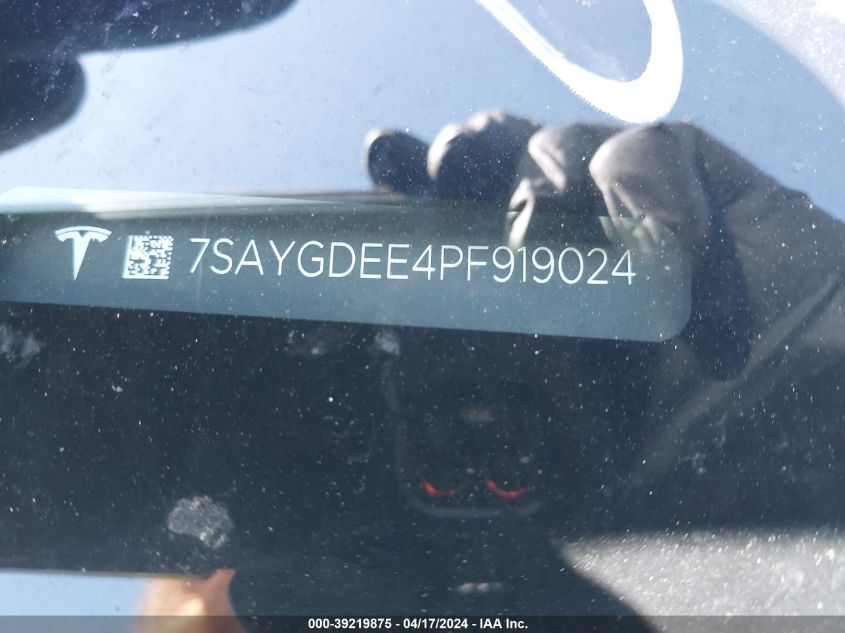 7SAYGDEE4PF919024
000-39219875 - 04/17/2024 - IAA Inc.